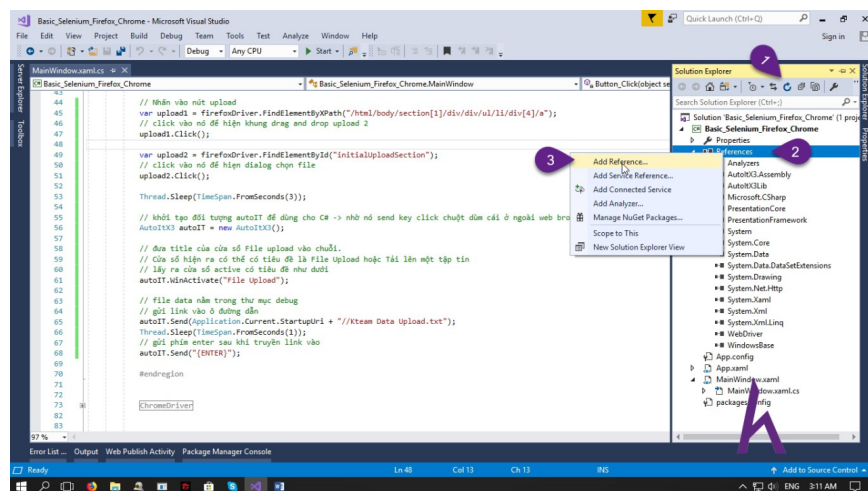 Basic_Selenium_Firefox_Chrome - Microsoft Visual Studio
Quick Launch (Ctrl+Q)
File Edit View Project Build Debug Team Tools Test Analyze Window Help
Sign in
Debug Any CPU Start
Server Explorer
Toolbox
MainWindow.xaml.cs
Basic_Selenium_Firefox_Chrome
Basic_Selenium_Firefox_Chrome.MainWindow
Button_Click(object se
43
44 // Nhấn vào nút upload
45 var upload1 = firefoxDriver.FindElementByXPath("/html/body/section[1]/div/div/ul/li/div[4]/a");
46 // click vào nó để hiện khung drag and drop upload 2
47 upload1.Click();
48
49 var upload2 = firefoxDriver.FindElementById("initialUploadSection");
50 // click vào nó để hiện dialog chọn file
51 upload2.Click();
52
53 Thread.Sleep(TimeSpan.FromSeconds(3));
54
55 // khởi tạo đối tượng autoIT để dùng cho C# -> nhờ nó send key click chuột dùm cái ở ngoài web bro
56 AutoItX3 autoIT = new AutoItX3();
57
58 // đưa title của cửa sổ File upload vào chuỗi.
59 // Cửa sổ hiện ra có thể có tiêu đề là File Upload hoặc Tải lên một tập tin
60 // lấy ra cửa sổ active có tiêu đề như dưới
61 autoIT.WinActivate("File Upload");
62
63 // file data nằm trong thư mục debug
64 // gửi link vào ô đường dẫn
65 autoIT.Send(Application.Current.StartupUri + "//Kteam Data Upload.txt");
66 Thread.Sleep(TimeSpan.FromSeconds(1));
67 // gửi phím enter sau khi truyền link vào
68 autoIT.Send("{ENTER}");
69
70 #endregion
71
72
73 ChromeDriver
82
83
97 %
3
Add Reference...
Add Service Reference...
Add Connected Service
Add Analyzer...
Manage NuGet Packages...
Scope to This
New Solution Explorer View
Solution Explorer
1
Search Solution Explorer (Ctrl+;)
Solution 'Basic_Selenium_Firefox_Chrome' (1 proje
Basic_Selenium_Firefox_Chrome
Properties
References
2
Analyzers
AutoItX3.Assembly
AutoItX3Lib
Microsoft.CSharp
PresentationCore
PresentationFramework
System
System.Core
System.Data
System.Data.DataSetExtensions
System.Drawing
System.Net.Http
System.Xaml
System.Xml
System.Xml.Linq
WebDriver
WindowsBase
App.config
App.xaml
MainWindow.xaml
MainWindow.xaml.cs
packages.config
Solution Explorer
Properties
Error List ... Output Web Publish Activity Package Manager Console
Ready Ln 48 Col 13 Ch 13 INS Add to Source Control
ENG 3:11 AM